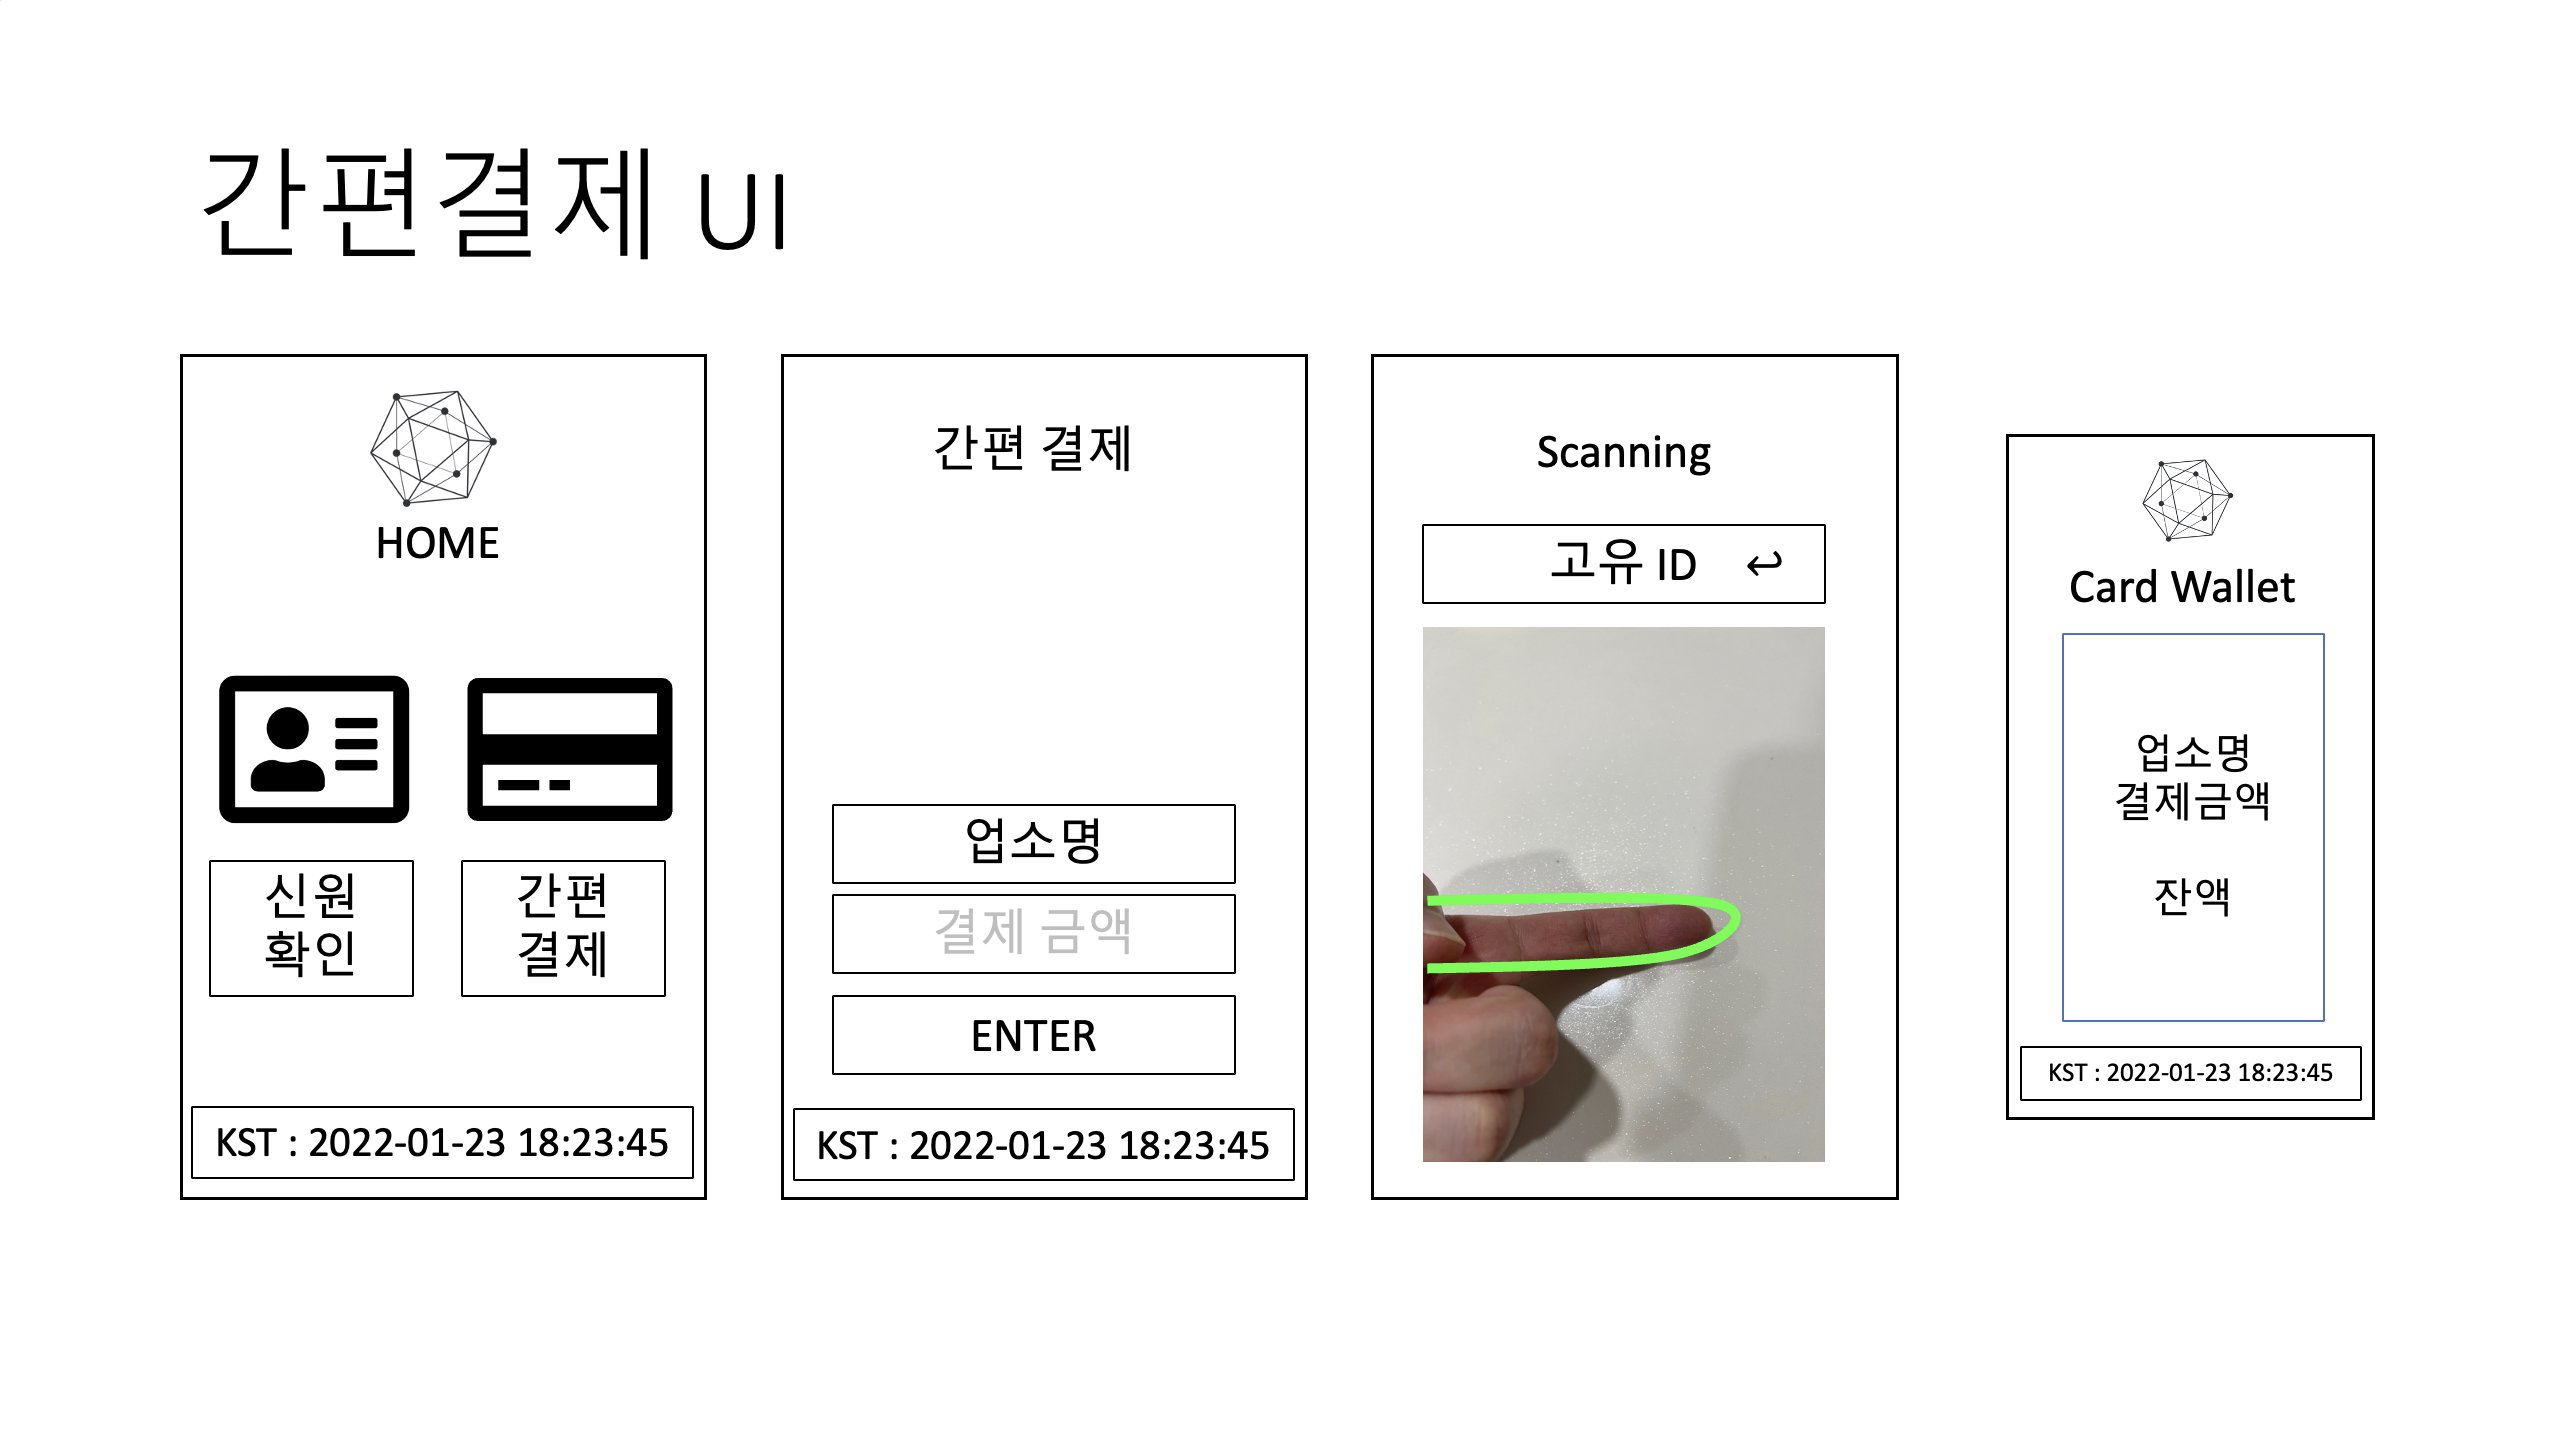 간편결제 UI
HOME
신원
확인
간편
결제
KST : 2022-01-23 18:23:45
간편 결제
업소명
결제 금액
ENTER
KST : 2022-01-23 18:23:45
Scanning
고유 ID ↩
Card Wallet
업소명
결제금액
잔액
KST : 2022-01-23 18:23:45